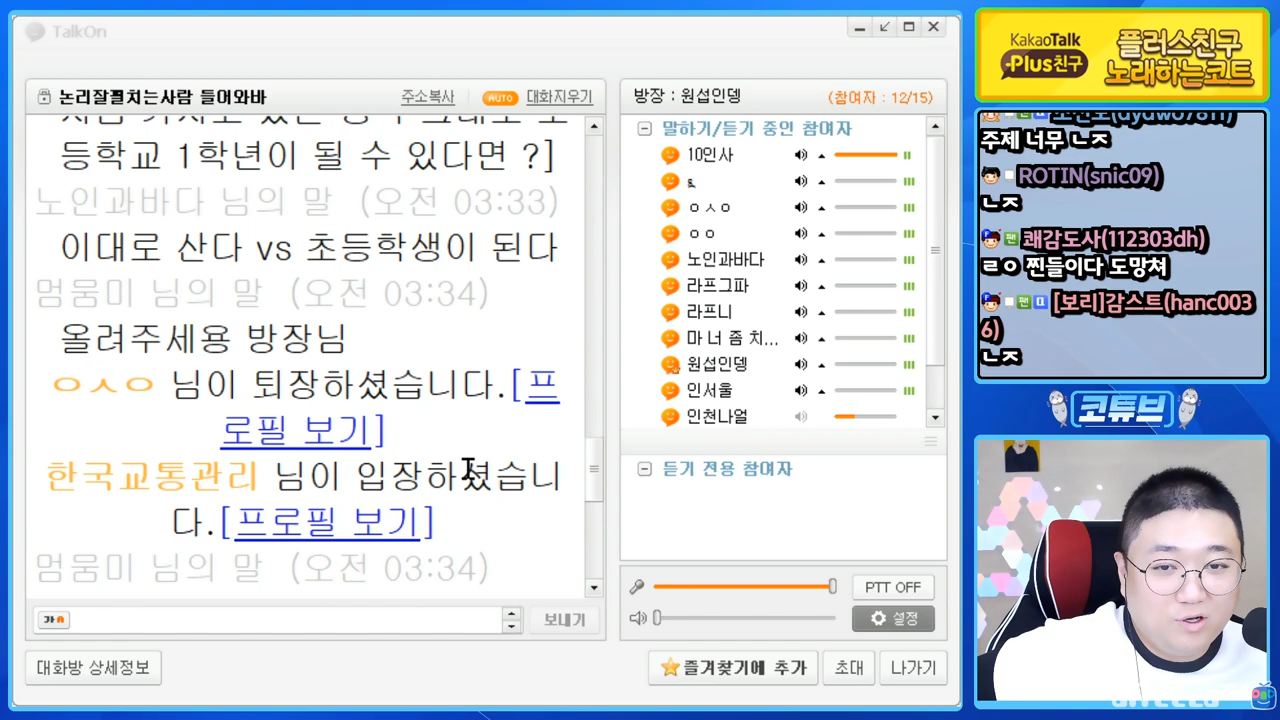 TalkOn
논리잘펼치는사람 들어와바
주소복사
AUTO
대화지우기
등학교 1학년이 될 수 있다면 ?]
노인과바다 님의 말 (오전 03:33)
이대로 산다 vs 초등학생이 된다
멈뭄미 님의 말 (오전 03:34)
올려주세용 방장님
ㅇㅅㅇ 님이 퇴장하셨습니다.[프
로필 보기]
한국교통관리 님이 입장하셨습니
다.[프로필 보기]
멈뭄미 님의 말 (오전 03:34)
가A
보내기
대화방 상세정보
방장 : 원섭인뎅
(참여자 : 12/15)
말하기/듣기 중인 참여자
10인사
ㅇㅅㅇ
ㅇㅇ
노인과바다
라프그파
라프니
마 너 좀 치...
원섭인뎅
인서울
인천나얼
듣기 전용 참여자
PTT OFF
설정
즐겨찾기에 추가
초대
나가기
KakaoTalk
Plus친구
플러스친구
노래하는코트
주제 너무 ㄴㅈ
ROTIN(snic09)
ㄴㅈ
팬
쾌감도사(112303dh)
ㄹㅇ 찐들이다 도망쳐
팬
[보리]감스트(hanc003
6)
ㄴㅈ
코튜브